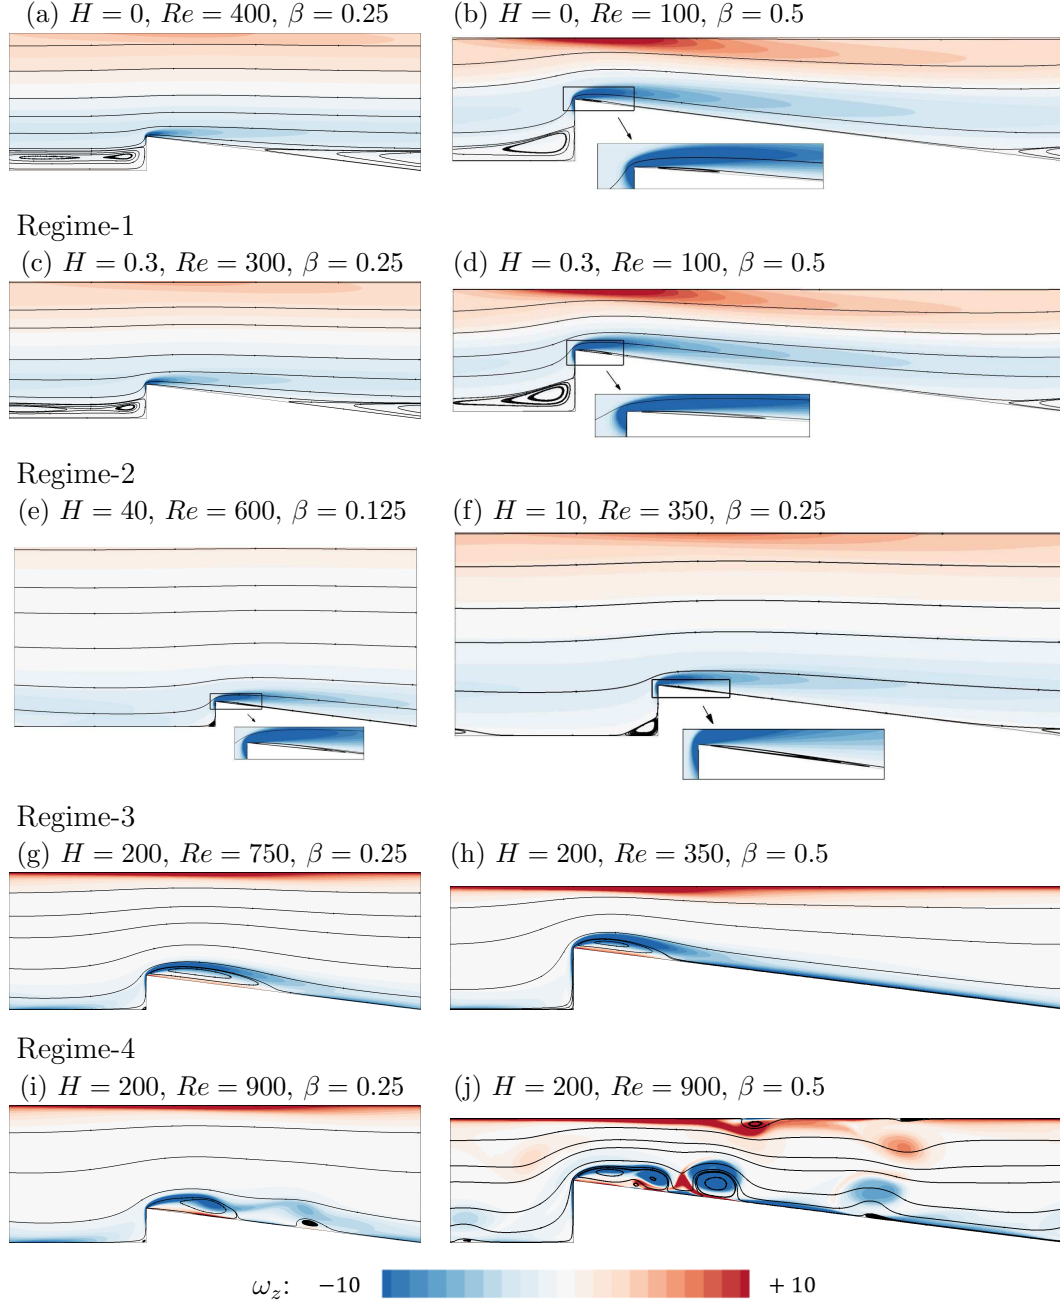 (a) H = 0, Re = 400, β = 0.25
(b) H = 0, Re = 100, β = 0.5
Regime-1
(c) H = 0.3, Re = 300, β = 0.25
(d) H = 0.3, Re = 100, β = 0.5
Regime-2
(e) H = 40, Re = 600, β = 0.125
(f) H = 10, Re = 350, β = 0.25
Regime-3
(g) H = 200, Re = 750, β = 0.25
(h) H = 200, Re = 350, β = 0.5
Regime-4
(i) H = 200, Re = 900, β = 0.25
(j) H = 200, Re = 900, β = 0.5
ω_z: −10 +10